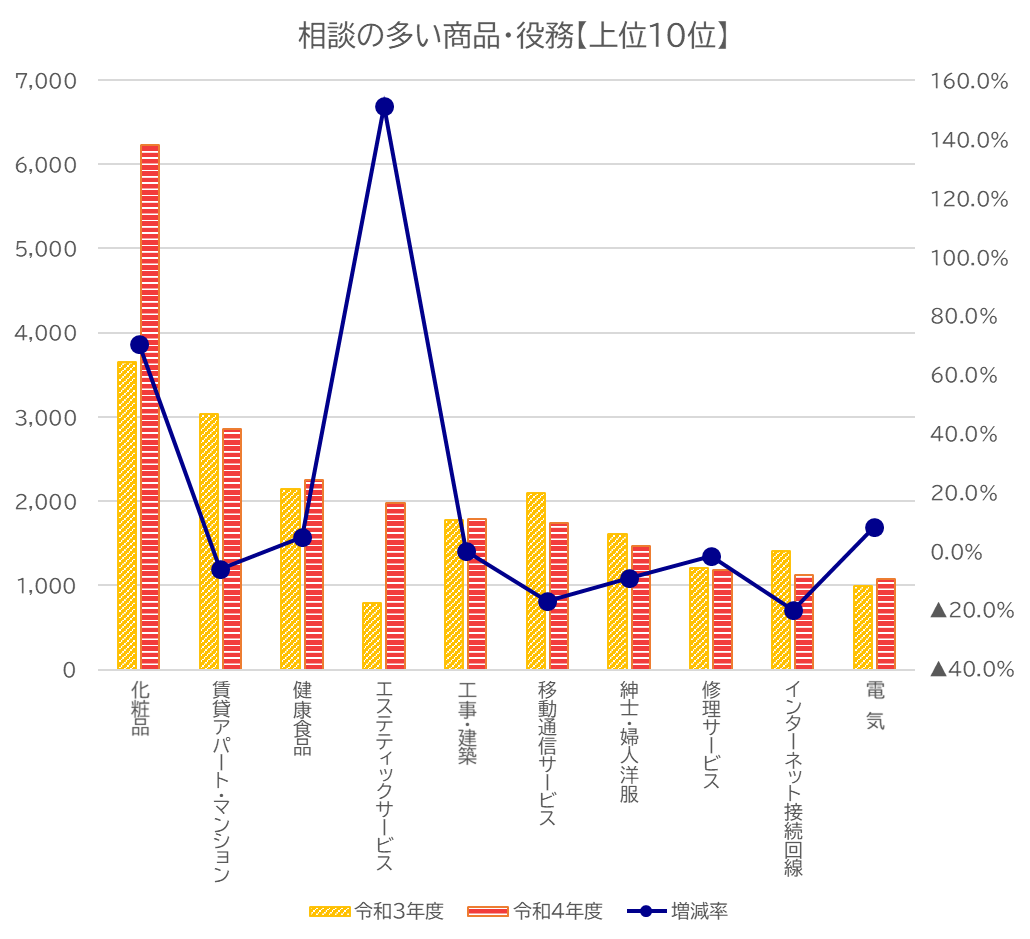 相談の多い商品・役務【上位10位】
7,000
6,000
5,000
4,000
3,000
2,000
1,000
0
160.0%
140.0%
120.0%
100.0%
80.0%
60.0%
40.0%
20.0%
0.0%
▲20.0%
▲40.0%
化粧品
賃貸アパート・マンション
健康食品
エステティックサービス
工事・建築
移動通信サービス
紳士・婦人洋服
修理サービス
インターネット接続回線
電 気
令和3年度
令和4年度
増減率